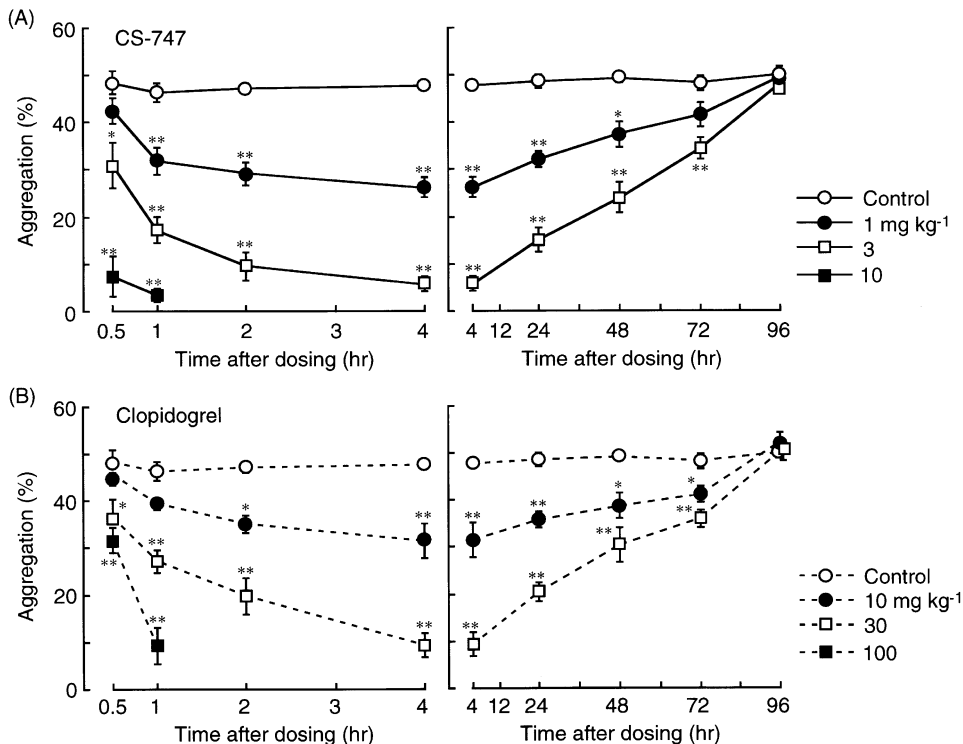 (A)
CS-747
60
40
20
0
Aggregation (%)
*
**
**
**
**
**
**
**
**
**
0.5 1 2 3 4
Time after dosing (hr)
**
**
*
**
**
**
**
4 12 24 48 72 96
Time after dosing (hr)
Control
1 mg kg-1
3
10
(B)
Clopidogrel
60
40
20
0
Aggregation (%)
*
**
**
*
**
**
**
**
0.5 1 2 3 4
Time after dosing (hr)
**
**
*
*
**
**
**
**
4 12 24 48 72 96
Time after dosing (hr)
Control
10 mg kg-1
30
100